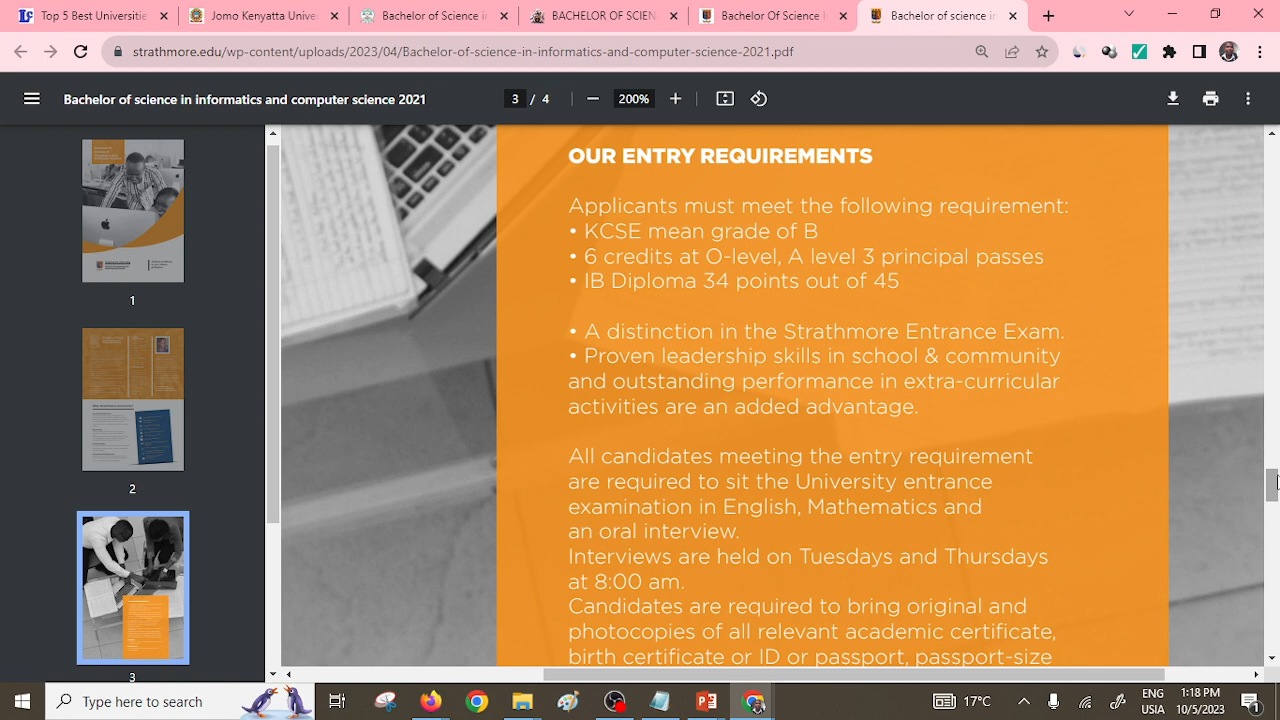 Top 5 Universities
Jomo Kenyatta Univer
Bachelor of Science in
BACHELOR OF SCIEN
Bachelor Of Science
Bachelor of science in
strathmore.edu/wp-content/uploads/2023/04/Bachelor-of-science-in-informatics-and-computer-science-2021.pdf
Bachelor of science in informatics and computer science 2021
3 / 4
200%
1
2
3
OUR ENTRY REQUIREMENTS
Applicants must meet the following requirement:
• KCSE mean grade of B
• 6 credits at O-level, A level 3 principal passes
• IB Diploma 34 points out of 45
• A distinction in the Strathmore Entrance Exam.
• Proven leadership skills in school & community
and outstanding performance in extra-curricular
activities are an added advantage.
All candidates meeting the entry requirement
are required to sit the University entrance
examination in English, Mathematics and
an oral interview.
Interviews are held on Tuesdays and Thursdays
at 8:00 am.
Candidates are required to bring original and
photocopies of all relevant academic certificate,
birth certificate or ID or passport, passport-size
Type here to search
17°C
ENG
USIA
1:18 PM
10/5/2023
1